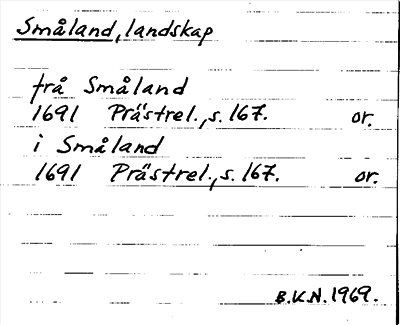 Småland, landskap
frå Småland
1691 Prästrel., s. 167. or.
i Småland
1691 Prästrel., s. 167. or.
B.V.N. 1969.